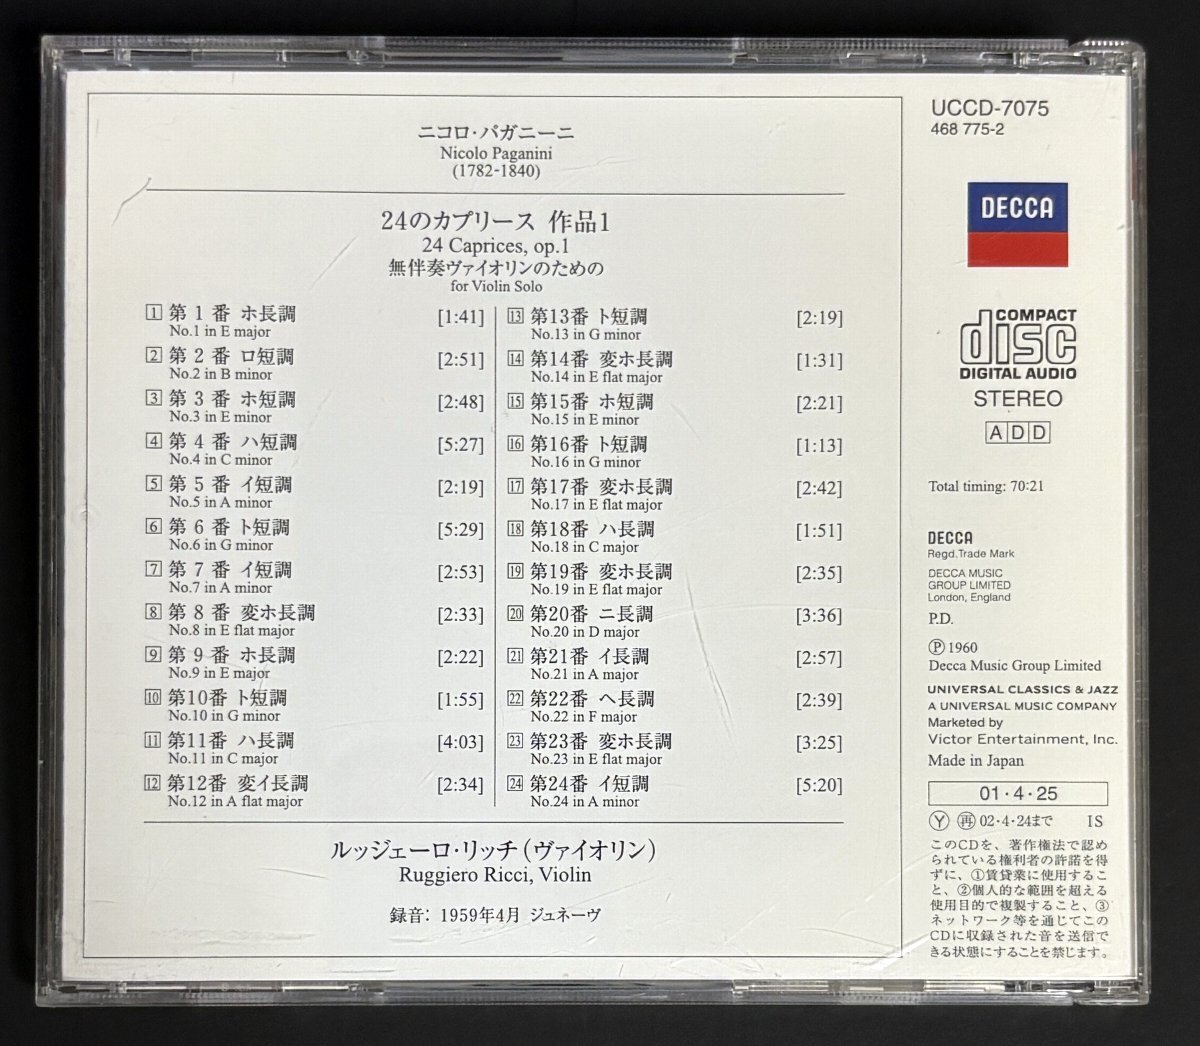 ニコロ・パガニーニ
Nicolo Paganini
(1782-1840)
24のカプリース 作品1
24 Caprices, op.1
無伴奏ヴァイオリンのための
for Violin Solo
1 第 1 番 ホ長調 [1:41]
No.1 in E major
2 第 2 番 ロ短調 [2:51]
No.2 in B minor
3 第 3 番 ホ短調 [2:48]
No.3 in E minor
4 第 4 番 ハ短調 [5:27]
No.4 in C minor
5 第 5 番 イ短調 [2:19]
No.5 in A minor
6 第 6 番 ト短調 [5:29]
No.6 in G minor
7 第 7 番 イ短調 [2:53]
No.7 in A minor
8 第 8 番 変ホ長調 [2:33]
No.8 in E flat major
9 第 9 番 ホ長調 [2:22]
No.9 in E major
10 第10番 ト短調 [1:55]
No.10 in G minor
11 第11番 ハ長調 [4:03]
No.11 in C major
12 第12番 変イ長調 [2:34]
No.12 in A flat major
13 第13番 ト短調 [2:19]
No.13 in G minor
14 第14番 変ホ長調 [1:31]
No.14 in E flat major
15 第15番 ホ短調 [2:21]
No.15 in E minor
16 第16番 ト短調 [1:13]
No.16 in G minor
17 第17番 変ホ長調 [2:42]
No.17 in E flat major
18 第18番 ハ長調 [1:51]
No.18 in C major
19 第19番 変ホ長調 [2:35]
No.19 in E flat major
20 第20番 ニ長調 [3:36]
No.20 in D major
21 第21番 イ長調 [2:57]
No.21 in A major
22 第22番 ヘ長調 [2:39]
No.22 in F major
23 第23番 変ホ長調 [3:25]
No.23 in E flat major
24 第24番 イ短調 [5:20]
No.24 in A minor
ルッジェーロ・リッチ(ヴァイオリン)
Ruggiero Ricci, Violin
録音: 1959年4月 ジュネーヴ
UCCD-7075
468 775-2
DECCA
COMPACT
disc
DIGITAL AUDIO
STEREO
ADD
Total timing: 70:21
DECCA
Regd.Trade Mark
DECCA MUSIC
GROUP LIMITED
London, England
P.D.
℗ 1960
Decca Music Group Limited
UNIVERSAL CLASSICS & JAZZ
A UNIVERSAL MUSIC COMPANY
Marketed by
Victor Entertainment, Inc.
Made in Japan
01・4・25
Ⓨ 再 02・4・24まで IS
このCDを、著作権法で認め
られている権利者の許諾を得
ずに、①賃貸業に使用するこ
と、②個人的な範囲を超える
使用目的で複製すること、③
ネットワーク等を通じてこの
CDに収録された音を送信で
きる状態にすることを禁じます。